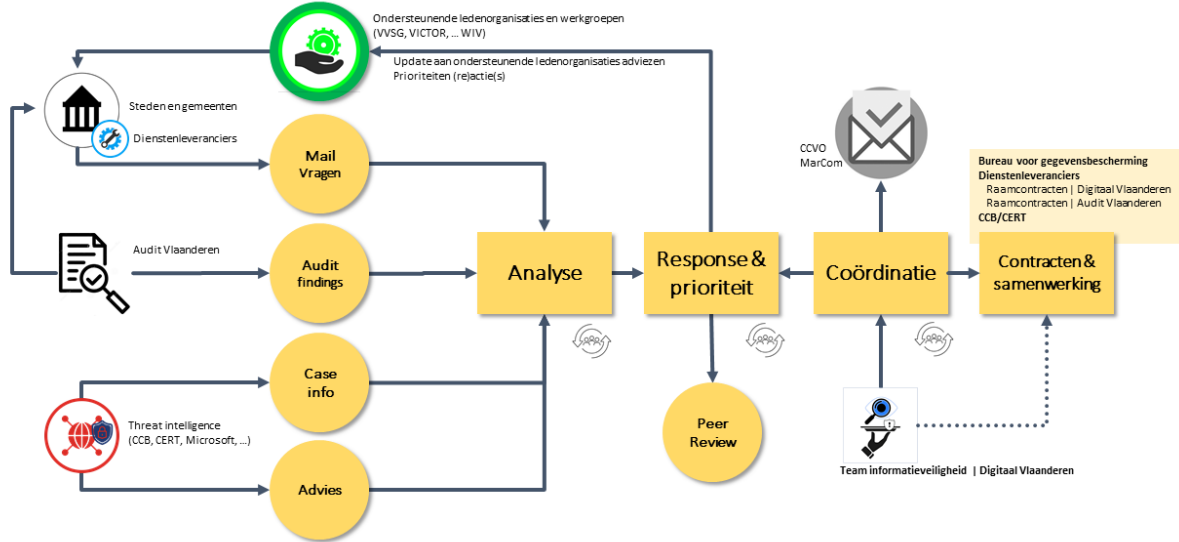 Ondersteunende ledenorganisaties en werkgroepen
(VVSG, VICTOR, ... WIV)
Update aan ondersteunende ledenorganisaties adviezen
Prioriteiten (re)actie(s)
Steden en gemeenten
Dienstenleveranciers
Mail
Vragen
CCVO
MarCom
Bureau voor gegevensbescherming
Dienstenleveranciers
Raamcontracten | Digitaal Vlaanderen
Raamcontracten | Audit Vlaanderen
CCB/CERT
Audit Vlaanderen
Audit
findings
Analyse
Response &
prioriteit
Coördinatie
Contracten &
samenwerking
Case
info
Threat intelligence
(CCB, CERT, Microsoft, ...)
Advies
Peer
Review
Team informatieveiligheid | Digitaal Vlaanderen